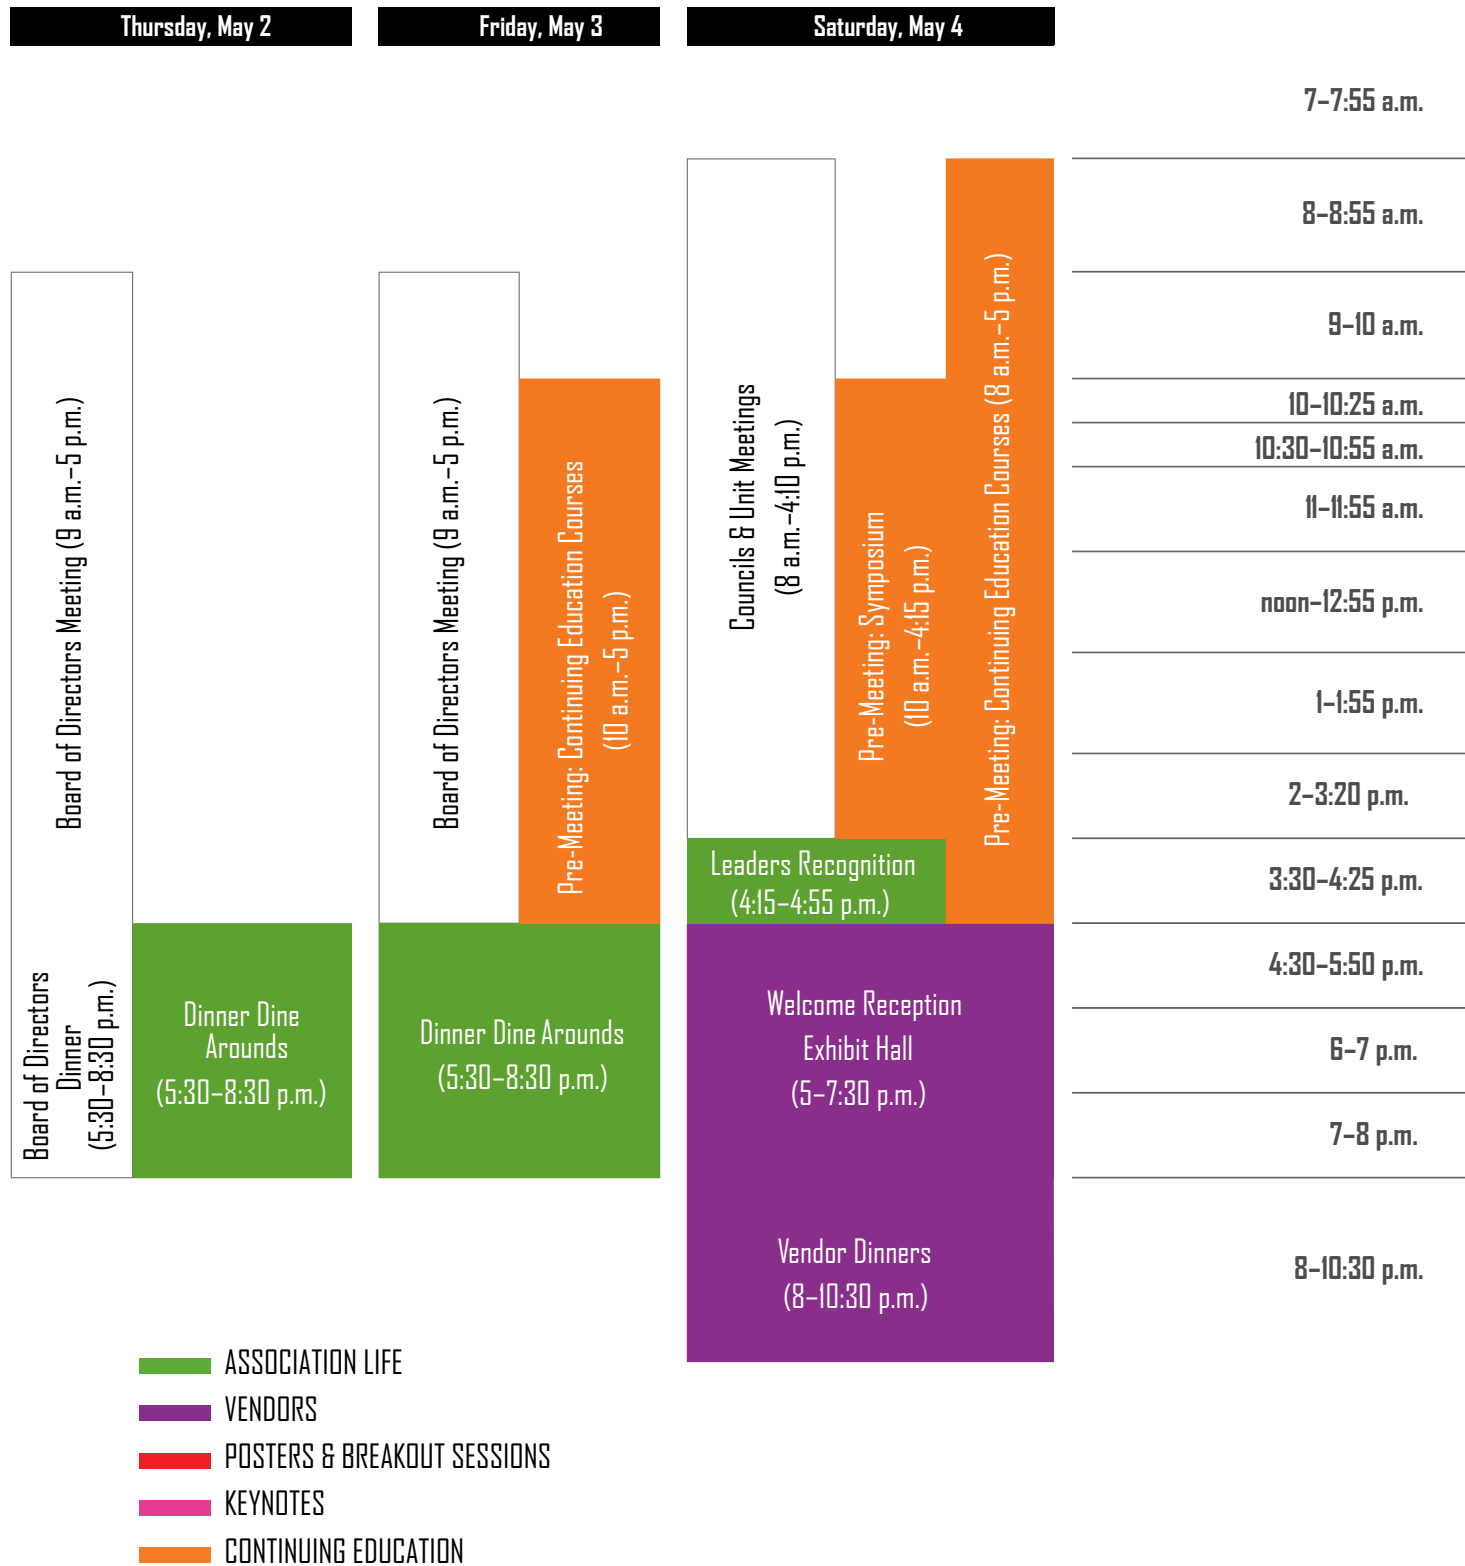 Thursday, May 2
Friday, May 3
Saturday, May 4
Board of Directors Meeting (9 a.m.–5 p.m.)
Board of Directors
Dinner
(5:30–8:30 p.m.)
Dinner Dine
Arounds
(5:30–8:30 p.m.)
Board of Directors Meeting (9 a.m.–5 p.m.)
Pre-Meeting: Continuing Education Courses
(10 a.m.–5 p.m.)
Dinner Dine Arounds
(5:30–8:30 p.m.)
Councils & Unit Meetings
(8 a.m.–4:10 p.m.)
Pre-Meeting: Symposium
(10 a.m.–4:15 p.m.)
Pre-Meeting: Continuing Education Courses (8 a.m.–5 p.m.)
Leaders Recognition
(4:15–4:55 p.m.)
Welcome Reception
Exhibit Hall
(5–7:30 p.m.)
Vendor Dinners
(8–10:30 p.m.)
7–7:55 a.m.
8–8:55 a.m.
9–10 a.m.
10–10:25 a.m.
10:30–10:55 a.m.
11–11:55 a.m.
noon–12:55 p.m.
1–1:55 p.m.
2–3:20 p.m.
3:30–4:25 p.m.
4:30–5:50 p.m.
6–7 p.m.
7–8 p.m.
8–10:30 p.m.
ASSOCIATION LIFE
VENDORS
POSTERS & BREAKOUT SESSIONS
KEYNOTES
CONTINUING EDUCATION